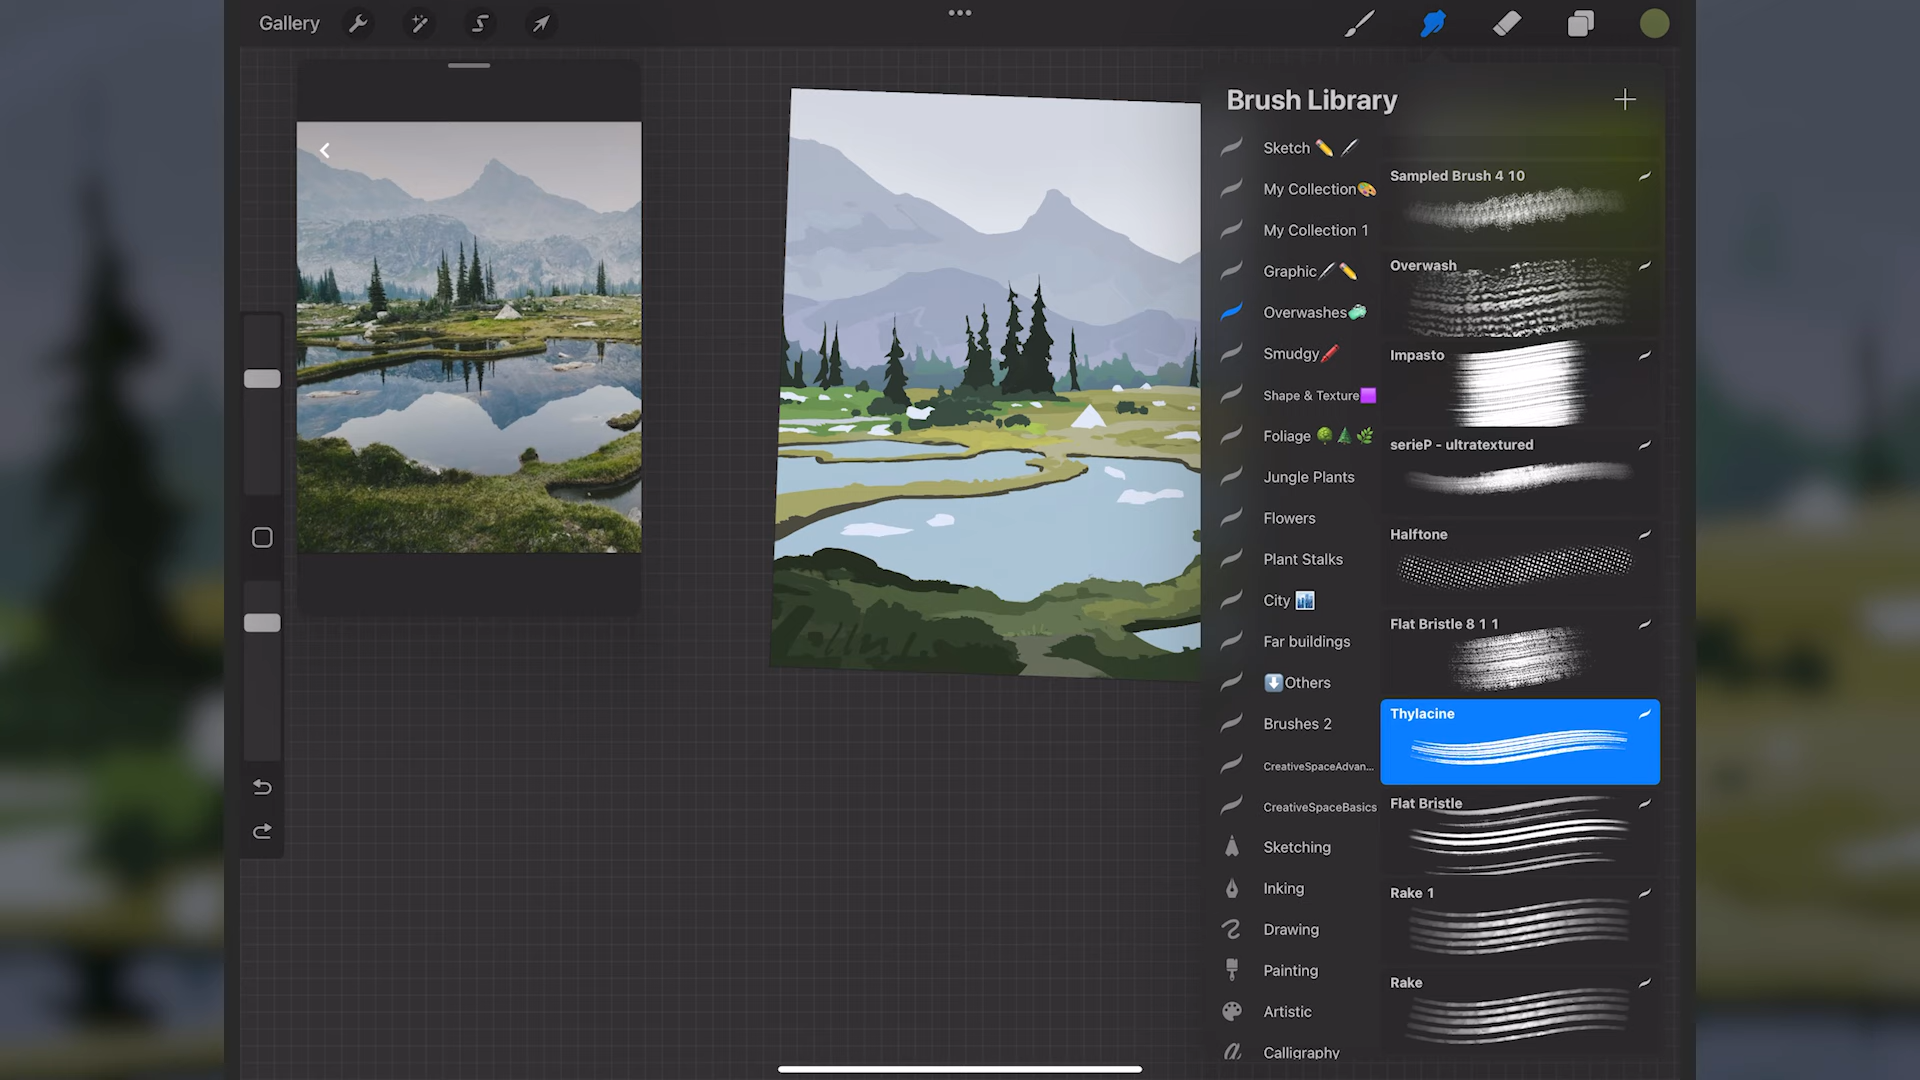 Gallery
Brush Library
Sketch ✏️
My Collection🎨
My Collection 1
Graphic ✏️
Overwashes🧼
Smudgy🖍️
Shape & Texture🟪
Foliage 🌳🌲🌿
Jungle Plants
Flowers
Plant Stalks
City 🏙️
Far buildings
⬇️Others
Brushes 2
CreativeSpaceAdvan...
CreativeSpaceBasics
Sketching
Inking
Drawing
Painting
Artistic
Calligraphy
Sampled Brush 4 10
Overwash
Impasto
serieP - ultratextured
Halftone
Flat Bristle 8 1 1
Thylacine
Flat Bristle
Rake 1
Rake